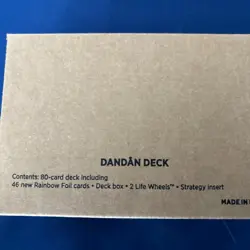 DANDÂN DECK
Contents: 80-card deck including
46 new Rainbow Foil cards • Deck box • 2 Life Wheels™ • Strategy insert
MADE IN